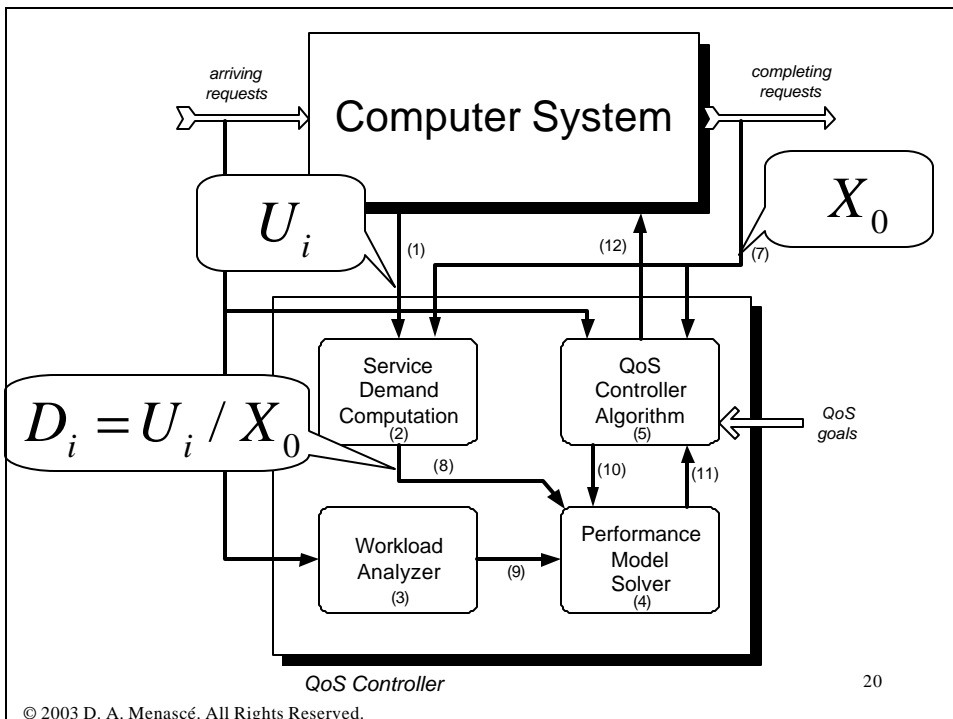 arriving
requests
completing
requests
Computer System
U_i
X_0
(1)
(12)
(7)
Service
Demand
Computation
(2)
QoS
Controller
Algorithm
(5)
QoS
goals
D_i = U_i / X_0
(8)
(10)
(11)
Workload
Analyzer
(3)
(9)
Performance
Model
Solver
(4)
QoS Controller
20
© 2003 D. A. Menascé. All Rights Reserved.